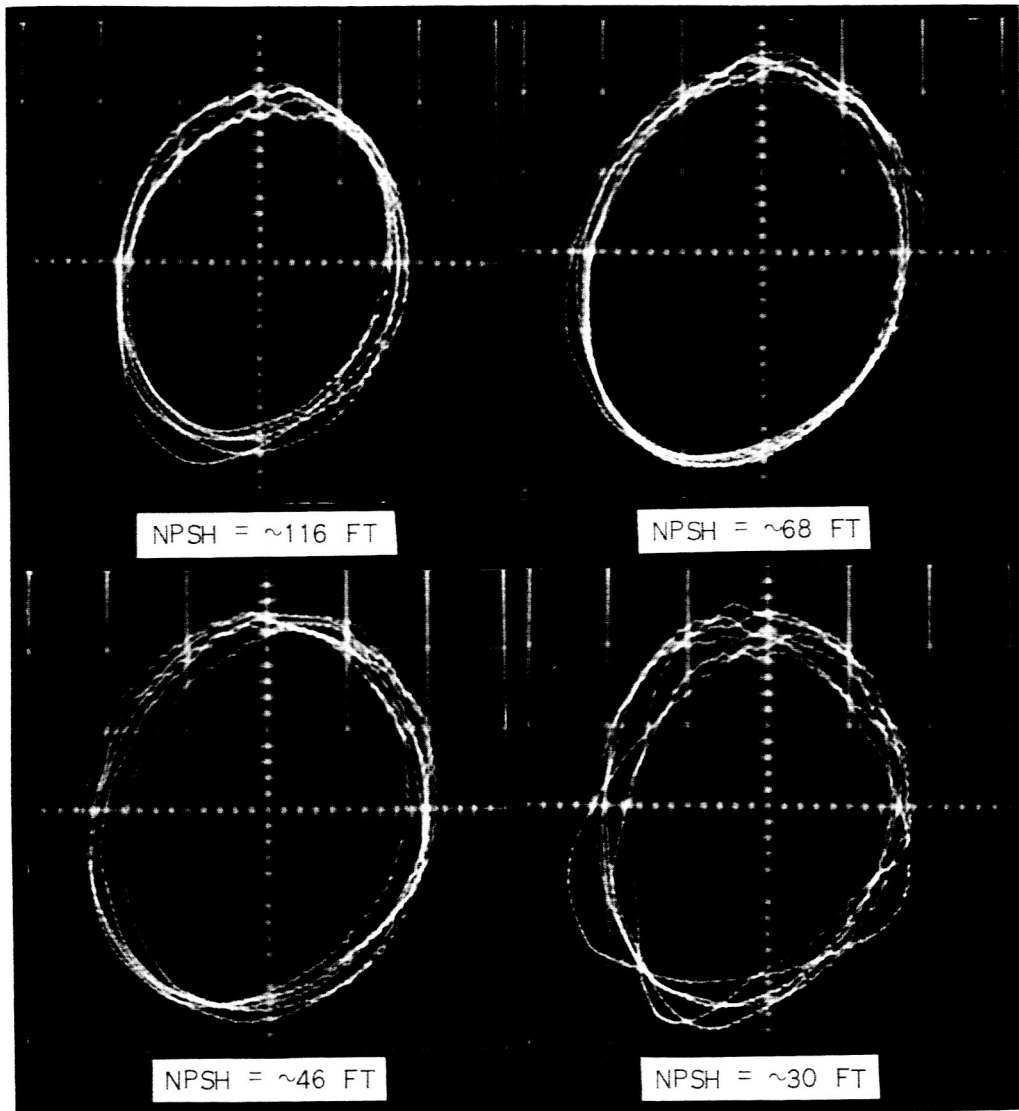 NPSH = ~116 FT
NPSH = ~68 FT
NPSH = ~46 FT
NPSH = ~30 FT